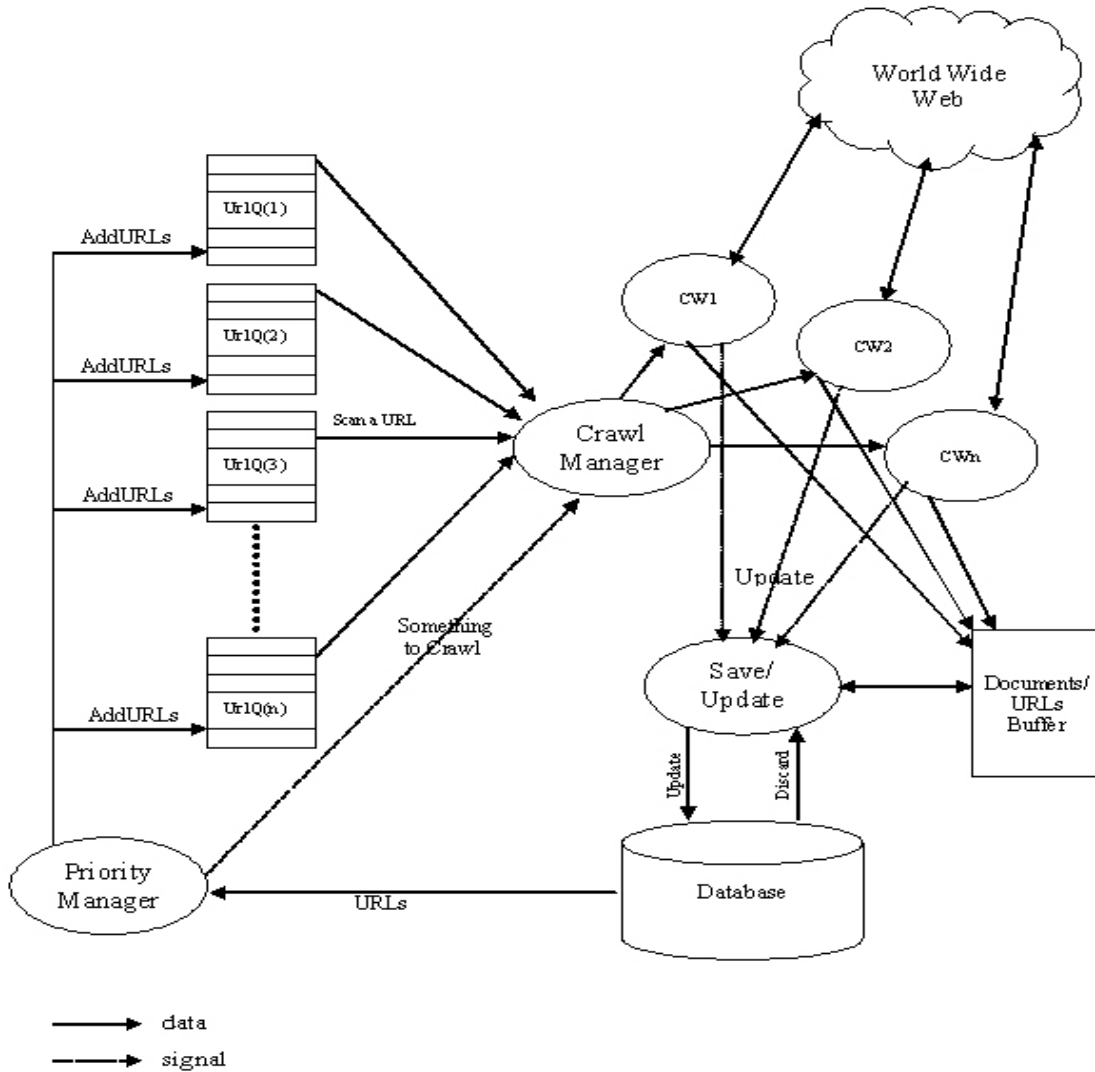 World Wide
Web
UrlQ(1)
AddURLs
CW1
UrlQ(2)
CW2
AddURLs
Scan a URL
Crawl
Manager
CWn
UrlQ(3)
AddURLs
Update
Something
to Crawl
Save/
Update
Documents/
URLs
Buffer
UrlQ(n)
AddURLs
Update
Discard
Priority
Manager
Database
URLs
data
signal